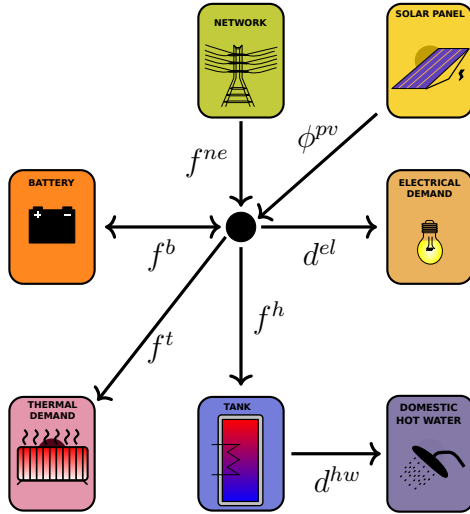 NETWORK
SOLAR PANEL
f^{ne}
ϕ^{pv}
BATTERY
+ −
ELECTRICAL
DEMAND
f^{b}
d^{el}
f^{t}
f^{h}
THERMAL
DEMAND
TANK
DOMESTIC
HOT WATER
d^{hw}